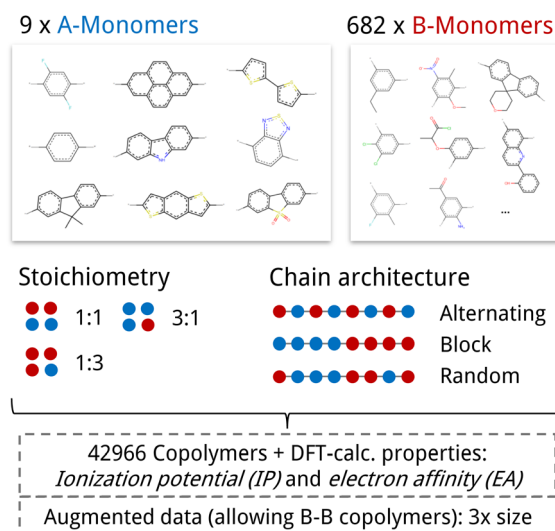 9 x A-Monomers
682 x B-Monomers
...
Stoichiometry
1:1
3:1
1:3
Chain architecture
Alternating
Block
Random
42966 Copolymers + DFT-calc. properties:
Ionization potential (IP) and electron affinity (EA)
Augmented data (allowing B-B copolymers): 3x size